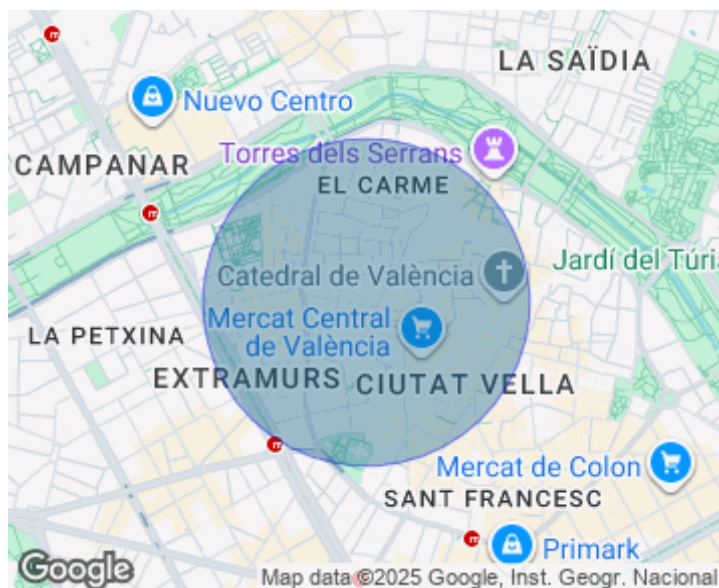 LA SAÏDIA
Nuevo Centro
Torres dels Serrans
CAMPANAR
EL CARME
Catedral de València
Jardí del Túria
Mercat Central
de València
LA PETXINA
EXTRAMURS
CIUTAT VELLA
Mercat de Colon
SANT FRANCESC
Primark
Google
Map data ©2025 Google, Inst. Geogr. Nacional